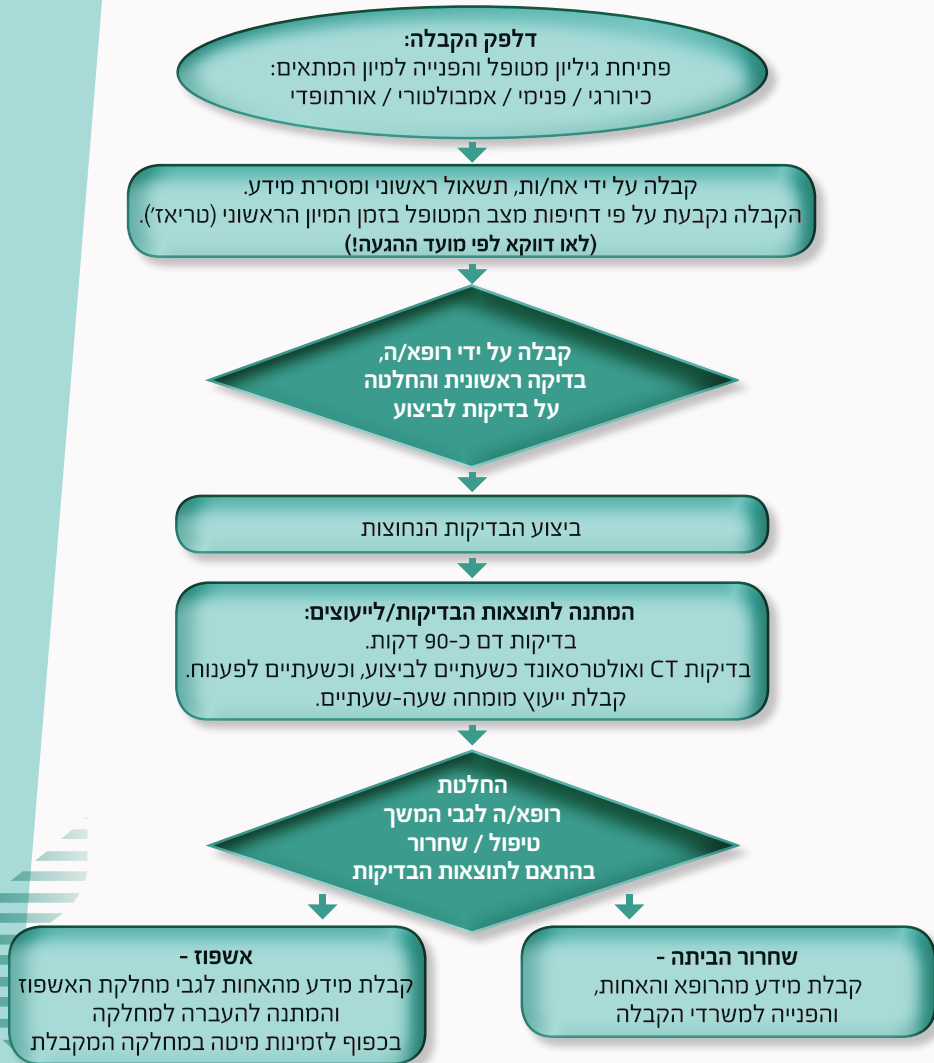 דלפק הקבלה:
פתיחת גיליון מטופל והפנייה למיון המתאים:
כירורגי / פנימי / אמבולטורי / אורתופדי
קבלה על ידי אח/ות, תשאול ראשוני ומסירת מידע.
הקבלה נקבעת על פי דחיפות מצב המטופל בזמן המיון הראשוני (טריאז').
(לאו דווקא לפי מועד ההגעה!)
קבלה על ידי רופא/ה,
בדיקה ראשונית והחלטה
על בדיקות לביצוע
ביצוע הבדיקות הנחוצות
המתנה לתוצאות הבדיקות/לייעוצים:
בדיקות דם כ-90 דקות.
בדיקות CT ואולטרסאונד כשעתיים לביצוע, וכשעתיים לפענוח.
קבלת ייעוץ מומחה שעה-שעתיים.
החלטת
רופא/ה לגבי המשך
טיפול / שחרור
בהתאם לתוצאות הבדיקות
שחרור הביתה -
קבלת מידע מהרופא והאחות,
והפנייה למשרדי הקבלה
אשפוז -
קבלת מידע מהאחות לגבי מחלקת האשפוז
והמתנה להעברה למחלקה
בכפוף לזמינות מיטה במחלקה המקבלת